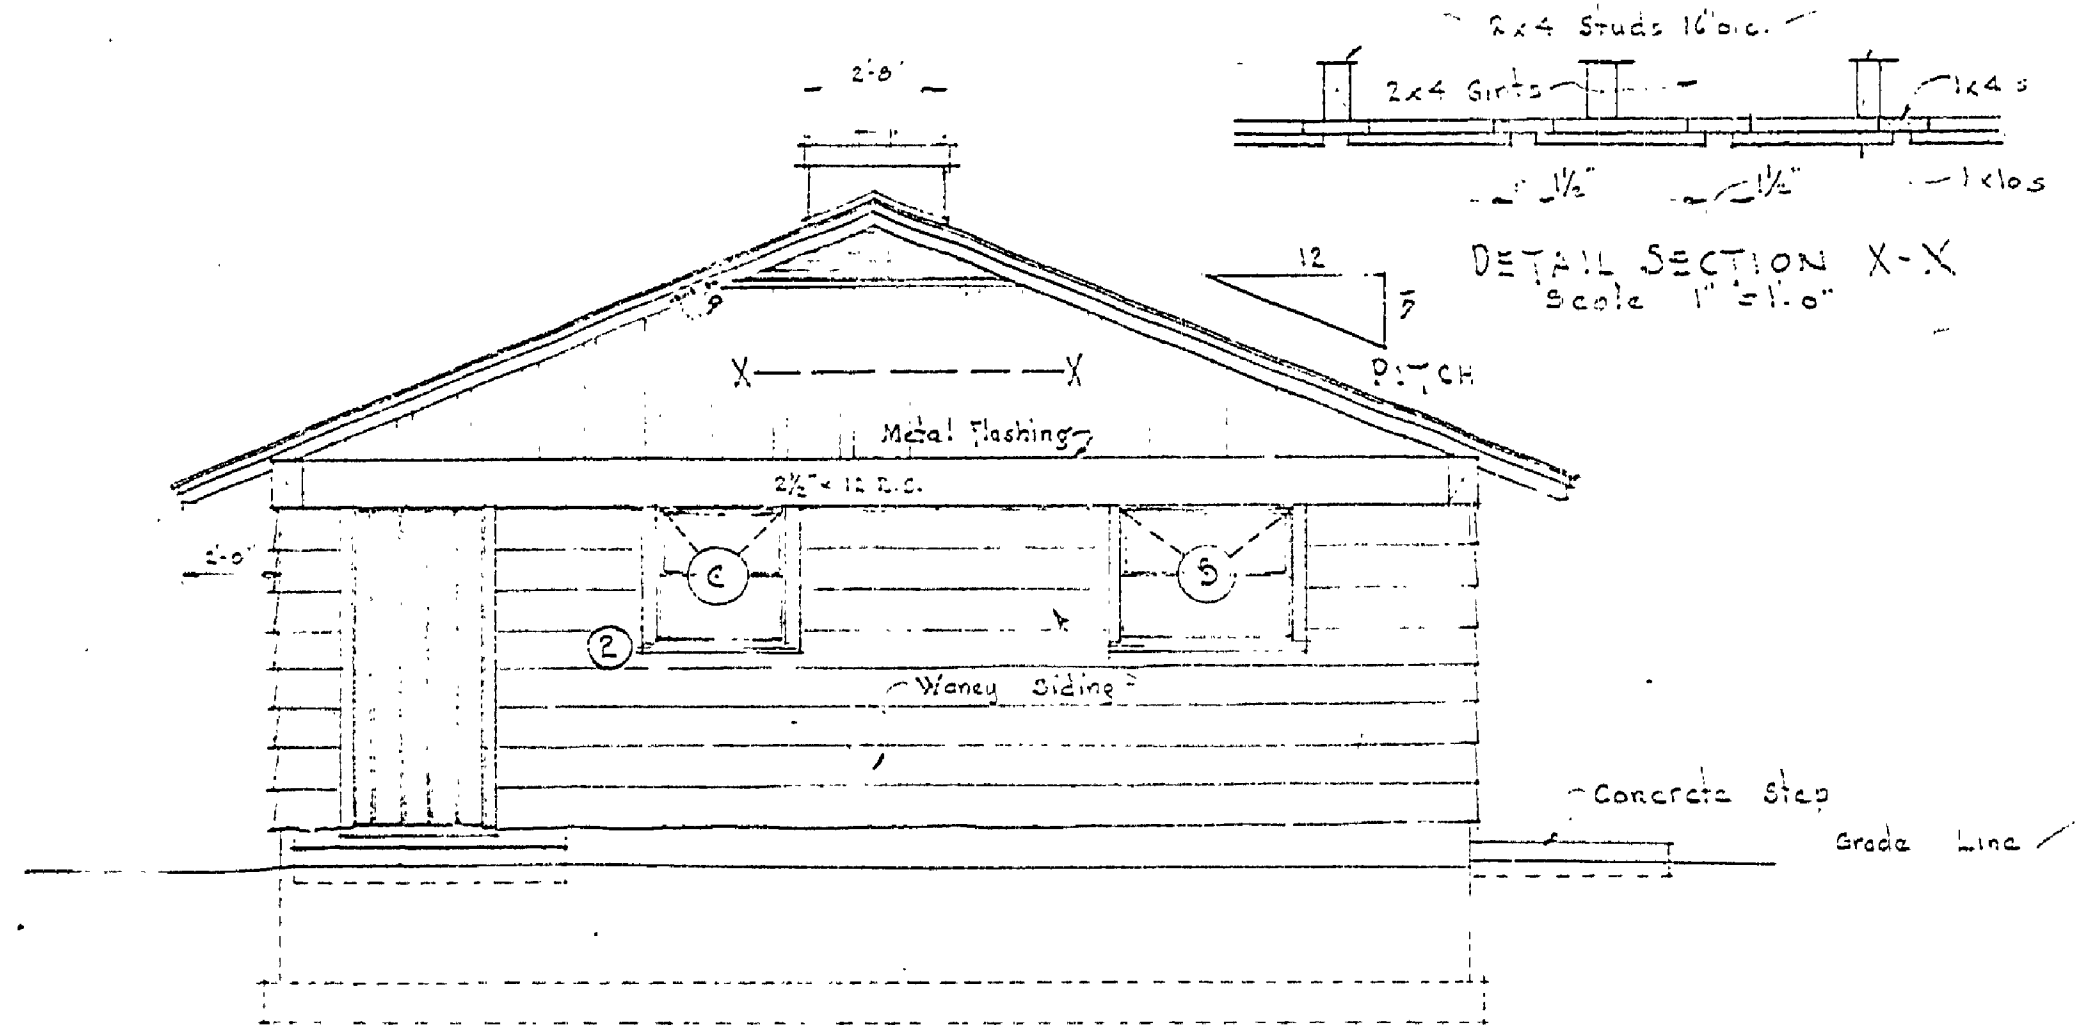 2x4 Studs 16"o.c.
2'-8"
2x4 Girts
1x4s
1½"
1½"
1x10s
DETAIL SECTION X-X
Scale 1"=1'-0"
12
PITCH
X
X
Metal Flashing
2½" x 12 R.S.
2'-0"
C
2
Waney Siding
Concrete Step
Grade Line